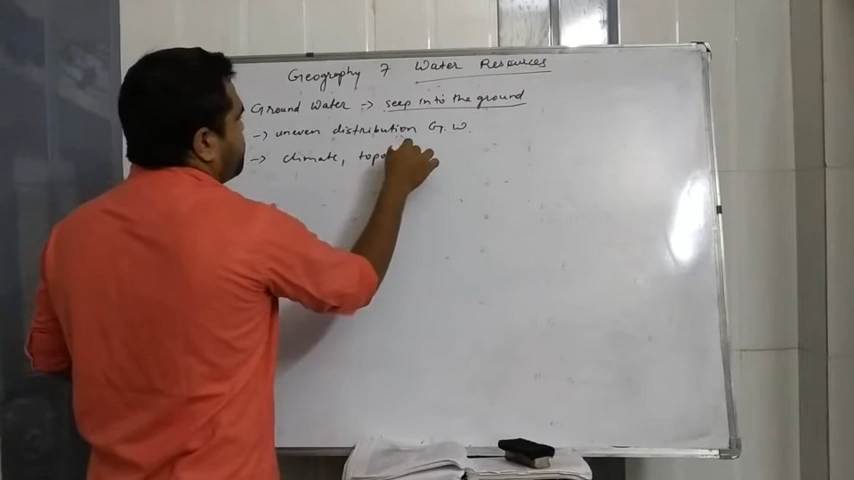 Geography 7 Water Resources
Ground Water -> seep into the ground
-> uneven distribution G.W.
-> climate, topo